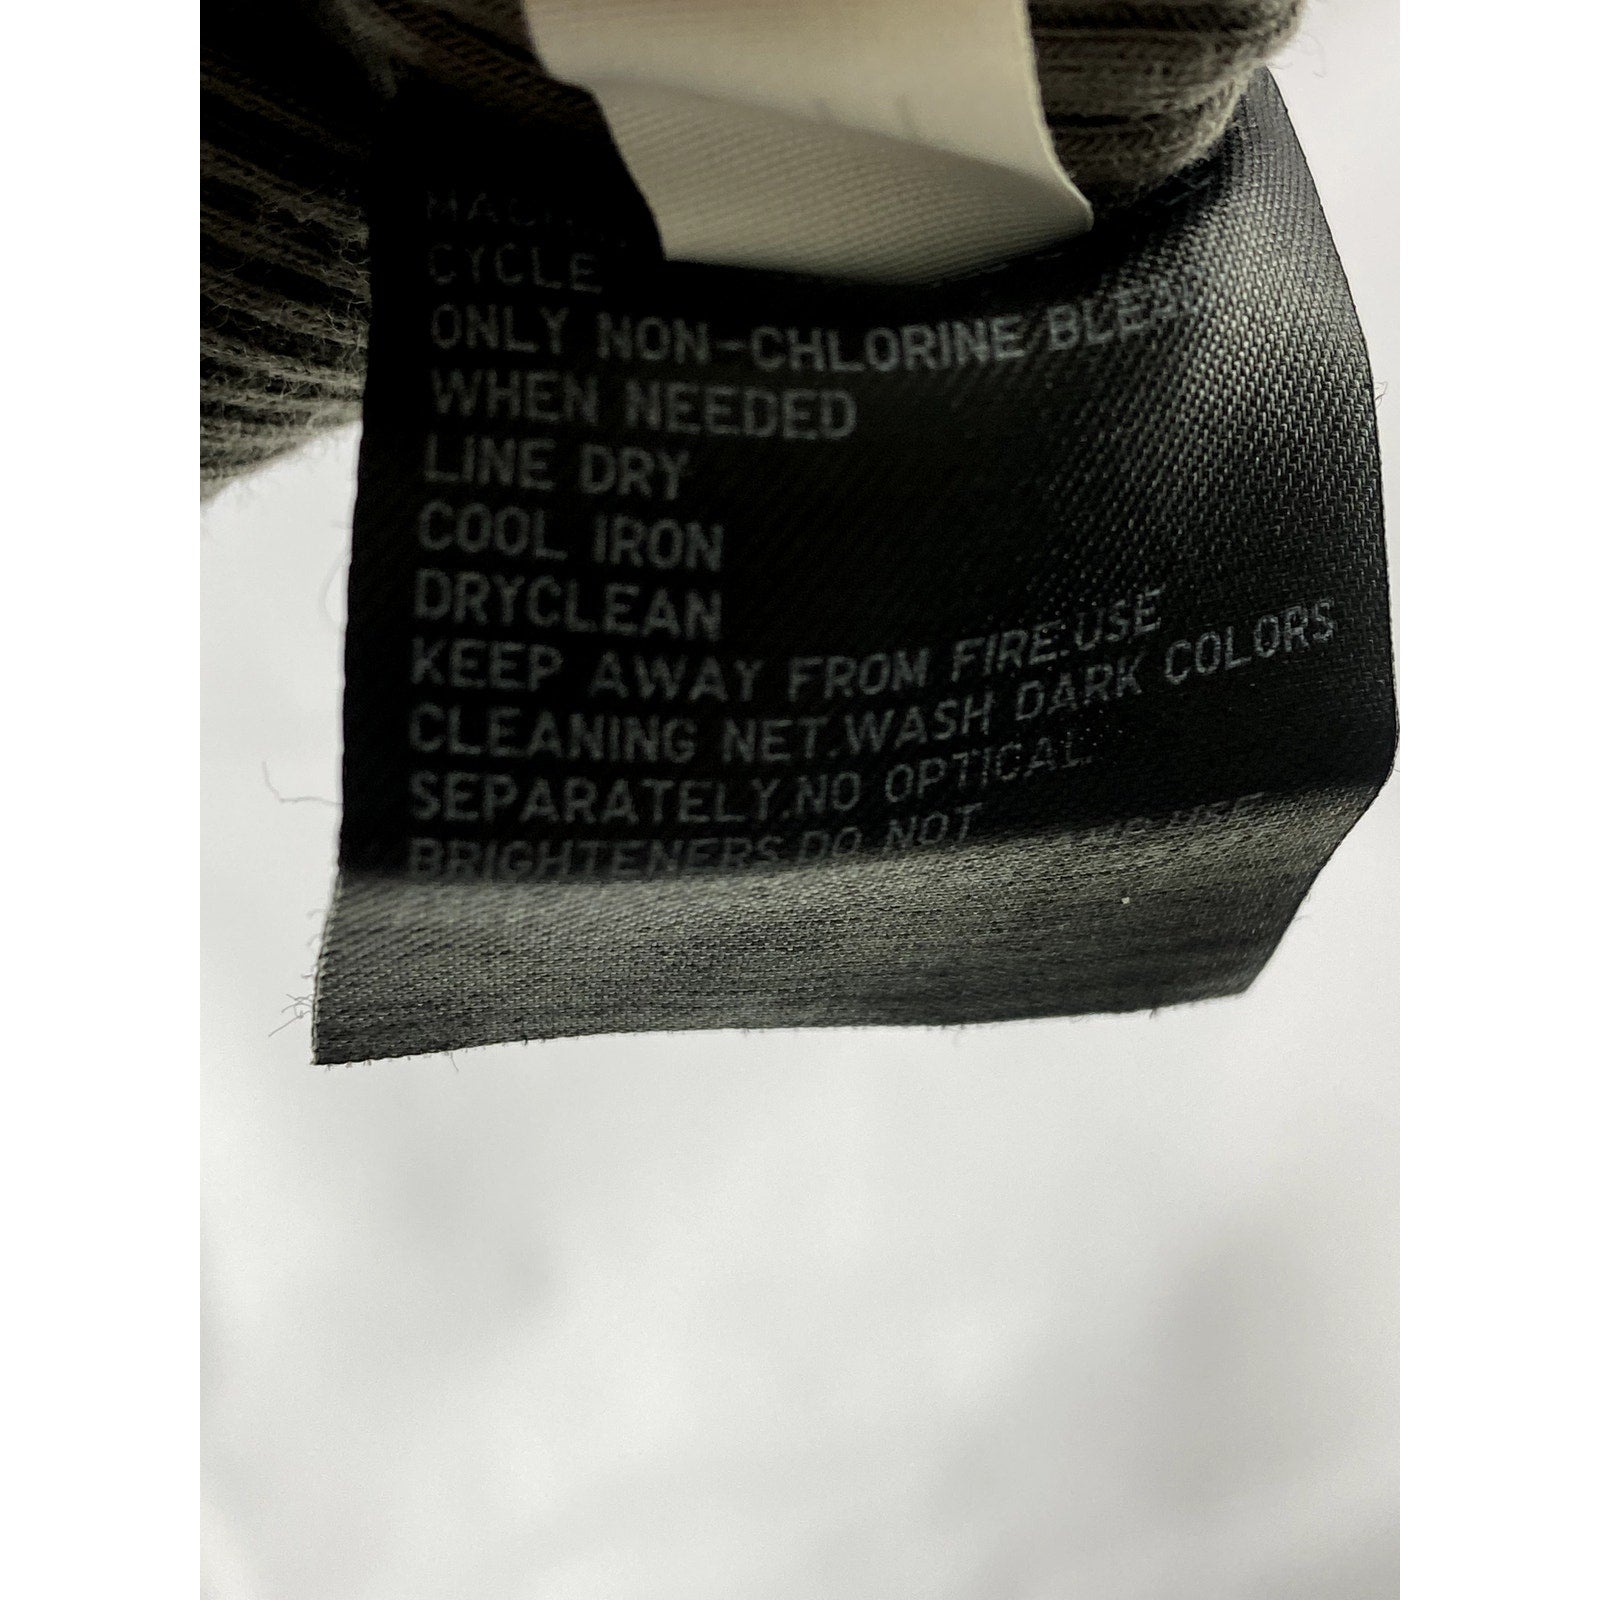 CYCLE
ONLY NON-CHLORINE
WHEN NEEDED
LINE DRY
COOL IRON
DRYCLEAN
KEEP AWAY FROM FIRE.USE
CLEANING NET.WASH DARK COLORS
SEPARATELY.NO OPTICAL
BRIGHTENERS.DO NOT